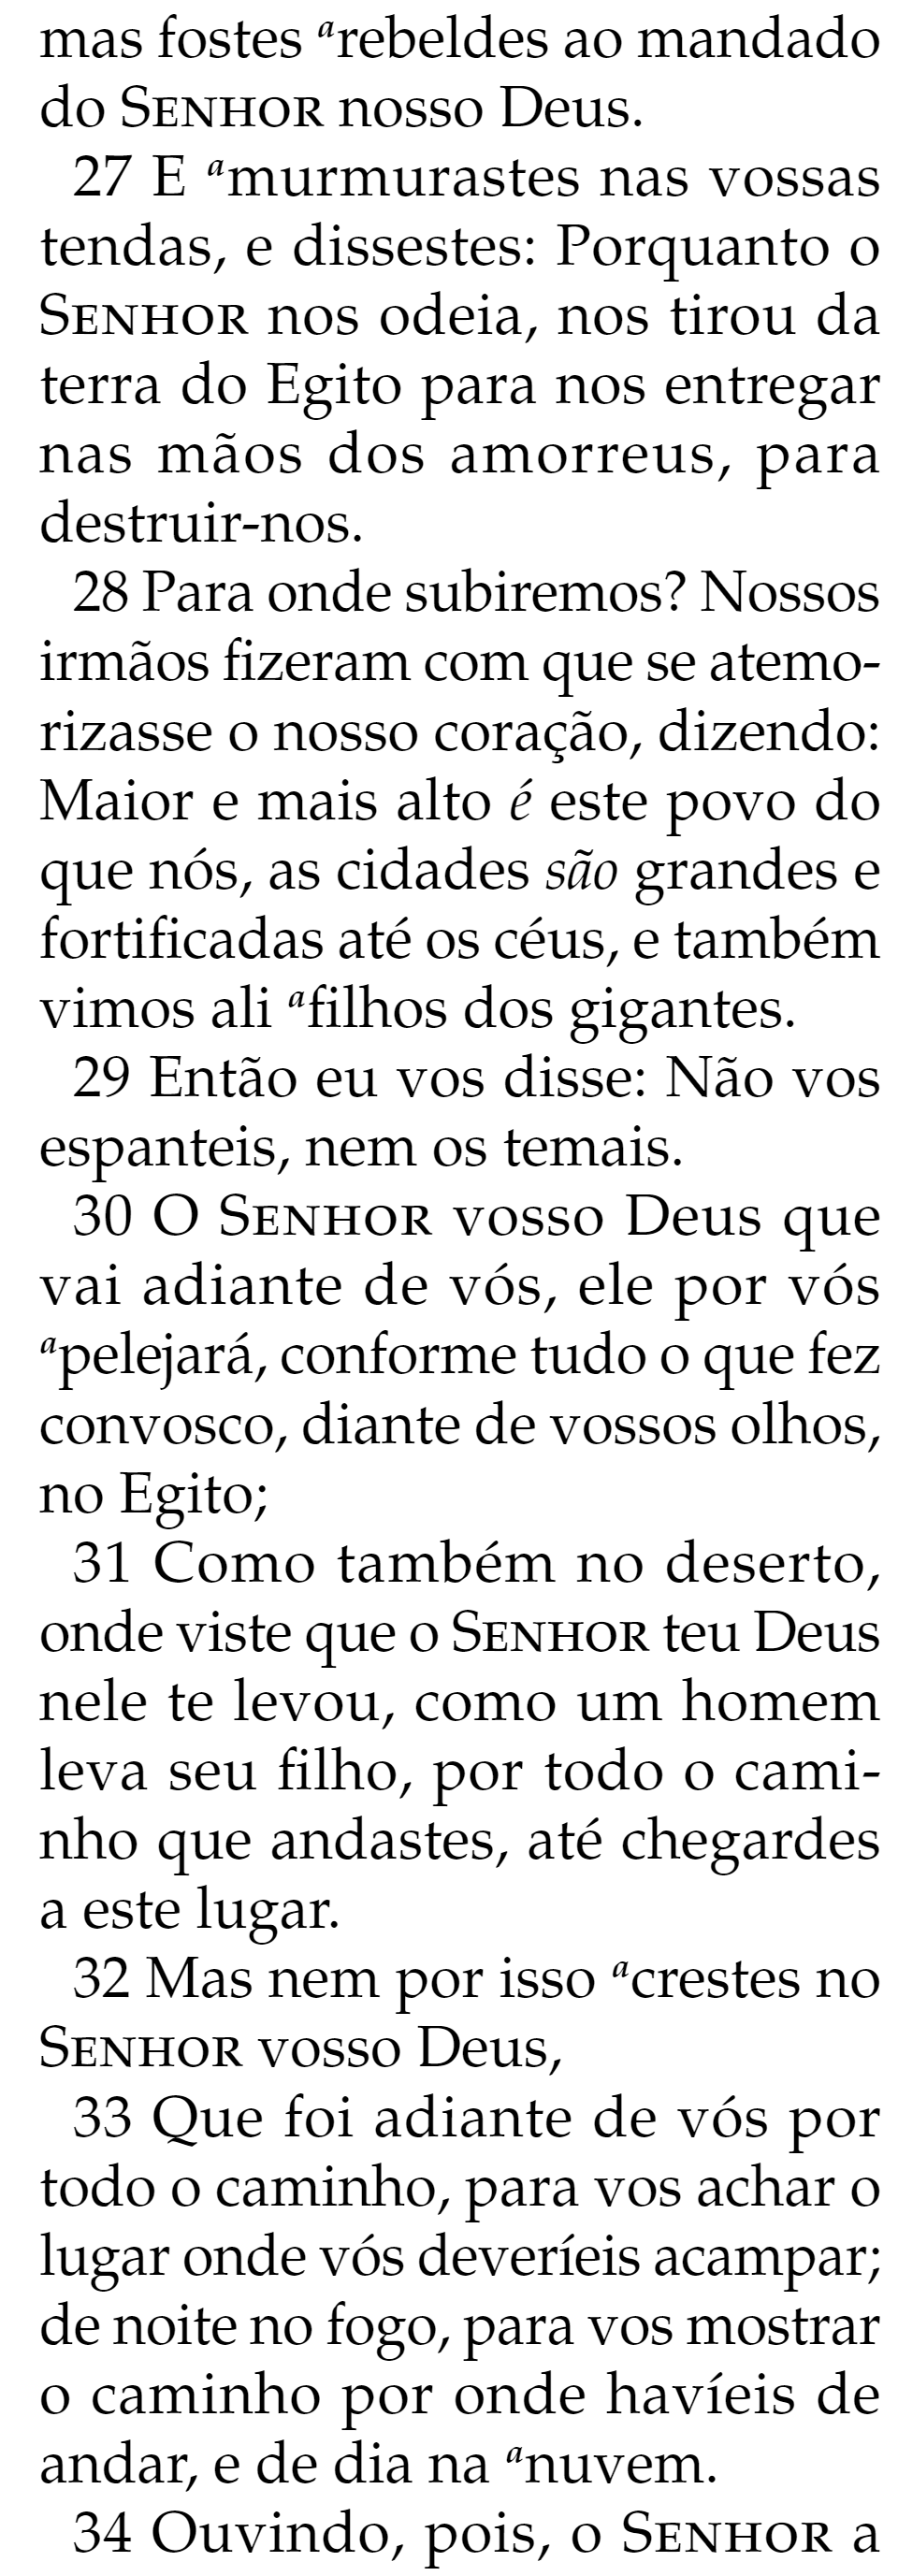 mas fostes ᵃrebeldes ao mandado
do SENHOR nosso Deus.
27 E ᵃmurmurastes nas vossas
tendas, e dissestes: Porquanto o
SENHOR nos odeia, nos tirou da
terra do Egito para nos entregar
nas mãos dos amorreus, para
destruir-nos.
28 Para onde subiremos? Nossos
irmãos fizeram com que se atemo-
rizasse o nosso coração, dizendo:
Maior e mais alto é este povo do
que nós, as cidades são grandes e
fortificadas até os céus, e também
vimos ali ᵃfilhos dos gigantes.
29 Então eu vos disse: Não vos
espanteis, nem os temais.
30 O SENHOR vosso Deus que
vai adiante de vós, ele por vós
ᵃpelejará, conforme tudo o que fez
convosco, diante de vossos olhos,
no Egito;
31 Como também no deserto,
onde viste que o SENHOR teu Deus
nele te levou, como um homem
leva seu filho, por todo o cami-
nho que andastes, até chegardes
a este lugar.
32 Mas nem por isso ᵃcrestes no
SENHOR vosso Deus,
33 Que foi adiante de vós por
todo o caminho, para vos achar o
lugar onde vós deveríeis acampar;
de noite no fogo, para vos mostrar
o caminho por onde havíeis de
andar, e de dia na ᵃnuvem.
34 Ouvindo, pois, o SENHOR a